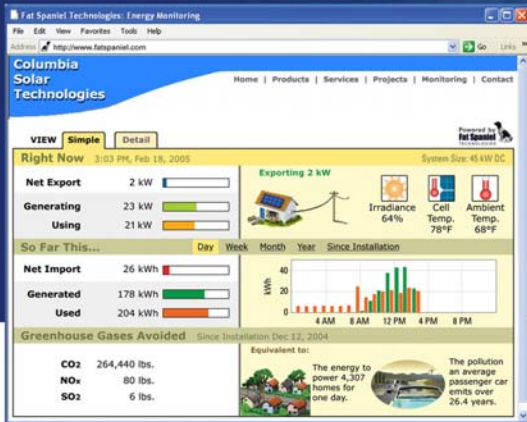 Fat Spaniel Technologies: Energy Monitoring
File Edit View Favorites Tools Help
Address http://www.fatspaniel.com Go Links »
Columbia
Solar
Technologies
Home | Products | Services | Projects | Monitoring | Contact
VIEW Simple Detail
Powered by
Fat Spaniel
TECHNOLOGIES
Right Now 3:03 PM, Feb 18, 2005 System Size: 45 kW DC
Net Export 2 kW
Generating 23 kW
Using 21 kW
Exporting 2 kW
Irradiance
64%
Cell
Temp.
78°F
Ambient
Temp.
68°F
So Far This... Day Week Month Year Since Installation
Net Import 26 kWh
Generated 178 kWh
Used 204 kWh
kWh
40
20
0
4 AM 8 AM 12 PM 4 PM 8 PM
Greenhouse Gases Avoided Since Installation Dec 12, 2004
CO2 264,440 lbs.
NOx 80 lbs.
SO2 6 lbs.
Equivalent to:
The energy to
power 4,307
homes for
one day.
The pollution
an average
passenger car
emits over
26.4 years.